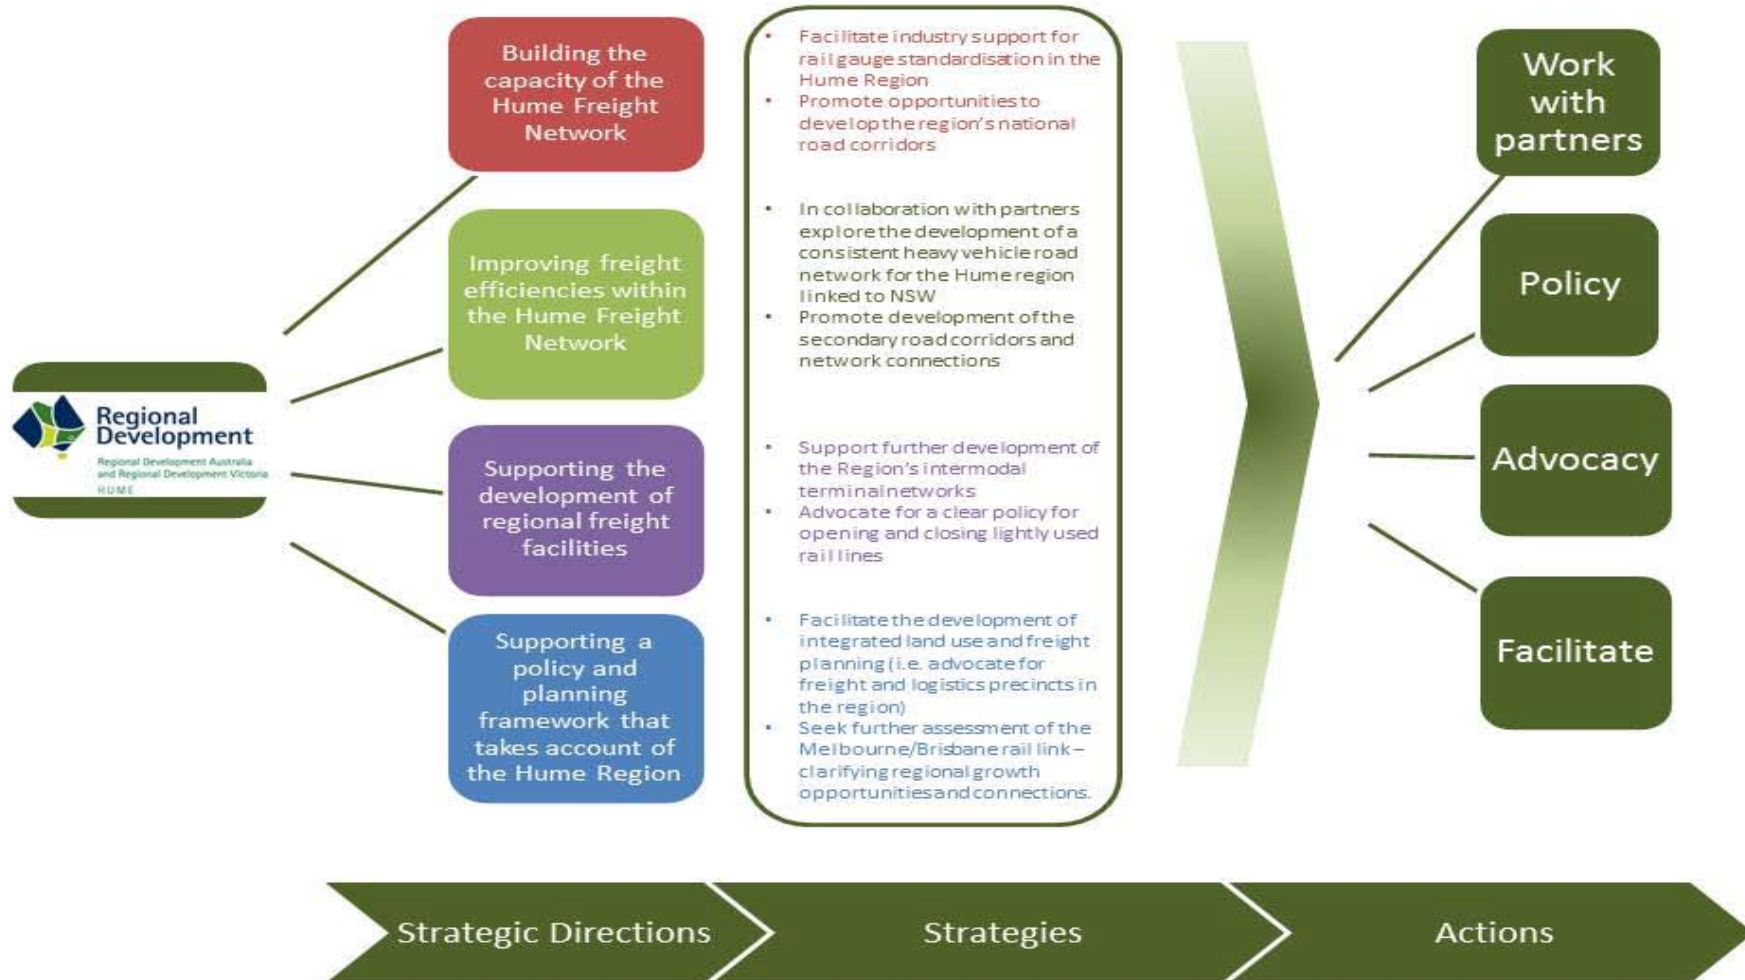 Regional
Development
Regional Development Australia
and Regional Development Victoria
HUME
Building the
capacity of the
Hume Freight
Network
Improving freight
efficiencies within
the Hume Freight
Network
Supporting the
development of
regional freight
facilities
Supporting a
policy and
planning
framework that
takes account of
the Hume Region
• Facilitate industry support for
rail gauge standardisation in the
Hume Region
• Promote opportunities to
develop the region's national
road corridors
• In collaboration with partners
explore the development of a
consistent heavy vehicle road
network for the Hume region
linked to NSW
• Promote development of the
secondary road corridors and
network connections
• Support further development of
the Region's intermodal
terminal networks
• Advocate for a clear policy for
opening and closing lightly used
rail lines
• Facilitate the development of
integrated land use and freight
planning (i.e. advocate for
freight and logistics precincts in
the region)
• Seek further assessment of the
Melbourne/Brisbane rail link –
clarifying regional growth
opportunities and connections.
Work
with
partners
Policy
Advocacy
Facilitate
Strategic Directions
Strategies
Actions